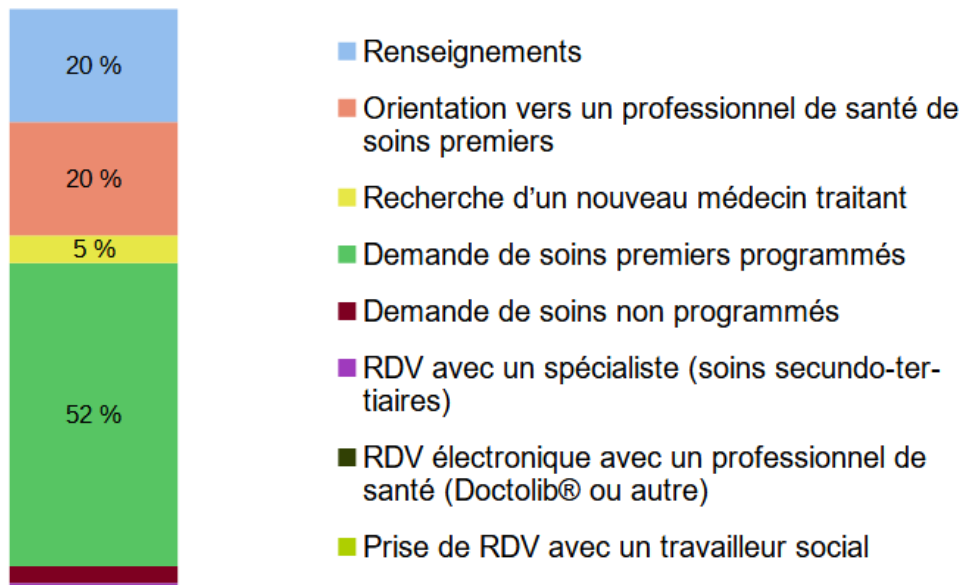 20 %
20 %
5 %
52 %
Renseignements
Orientation vers un professionnel de santé de
soins premiers
Recherche d’un nouveau médecin traitant
Demande de soins premiers programmés
Demande de soins non programmés
RDV avec un spécialiste (soins secundo-ter-
tiaires)
RDV électronique avec un professionnel de
santé (Doctolib® ou autre)
Prise de RDV avec un travailleur social